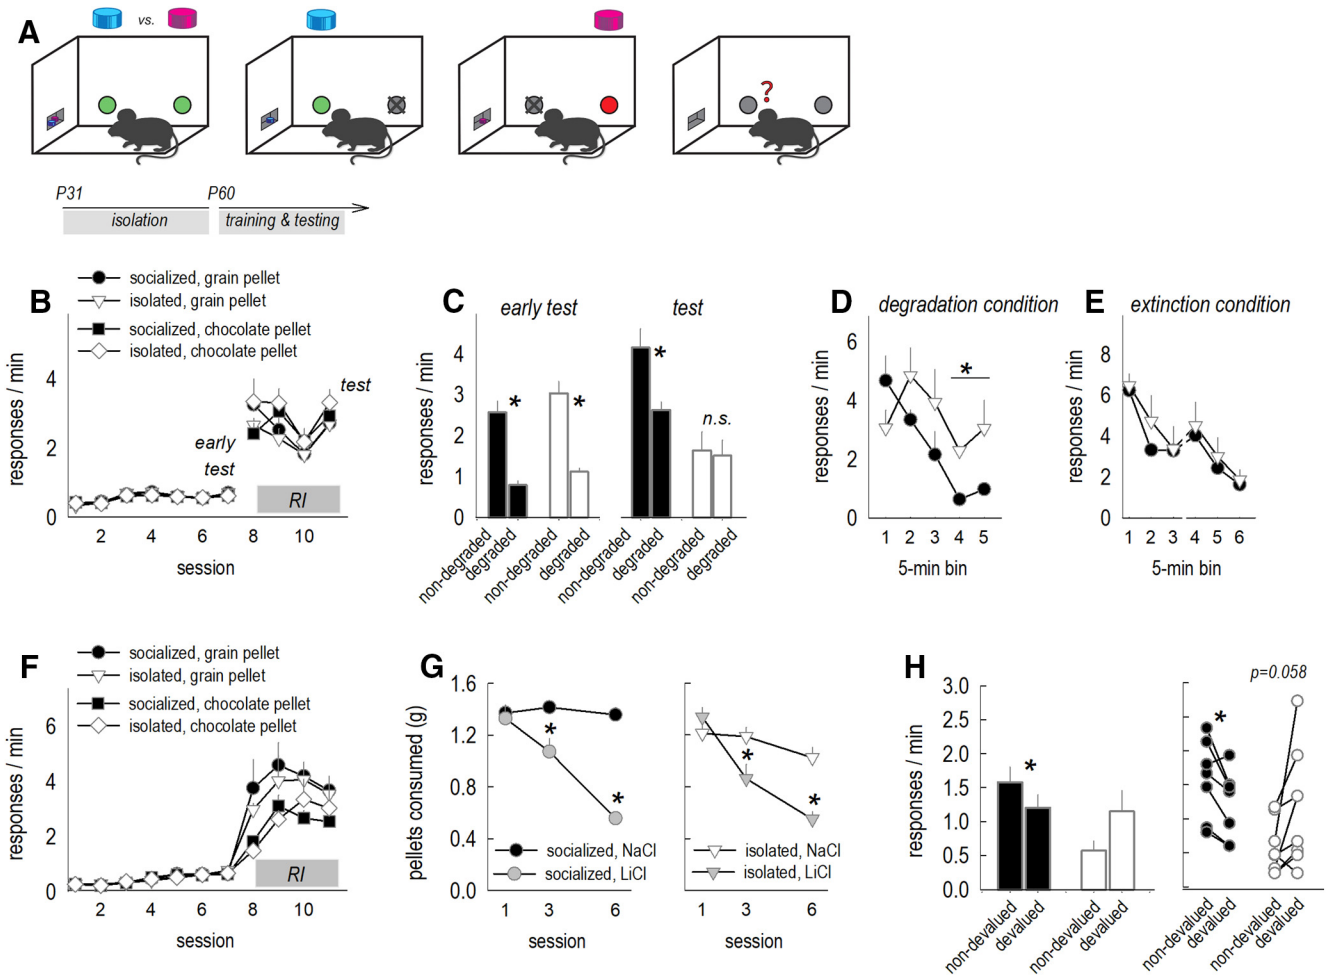 A
vs.
?
P31
P60
isolation
training & testing
B
socialized, grain pellet
isolated, grain pellet
socialized, chocolate pellet
isolated, chocolate pellet
responses / min
4
2
0
early
test
test
RI
2 4 6 8 10
session
C
early test
test
responses / min
4
3
2
1
0
*
*
*
n.s.
non-degraded
degraded
non-degraded
degraded
non-degraded
degraded
non-degraded
degraded
D
degradation condition
responses / min
6
4
2
0
*
1 2 3 4 5
5-min bin
E
extinction condition
responses / min
8
6
4
2
0
1 2 3 4 5 6
5-min bin
F
socialized, grain pellet
isolated, grain pellet
socialized, chocolate pellet
isolated, chocolate pellet
responses / min
6
4
2
0
RI
2 4 6 8 10
session
G
pellets consumed (g)
1.6
1.2
0.8
0.4
0.0
*
*
socialized, NaCl
socialized, LiCl
1 3 6
session
*
*
isolated, NaCl
isolated, LiCl
1 3 6
session
H
responses / min
3.0
2.5
2.0
1.5
1.0
0.5
0.0
*
non-devalued
devalued
non-devalued
devalued
p=0.058
*
non-devalued
devalued
non-devalued
devalued